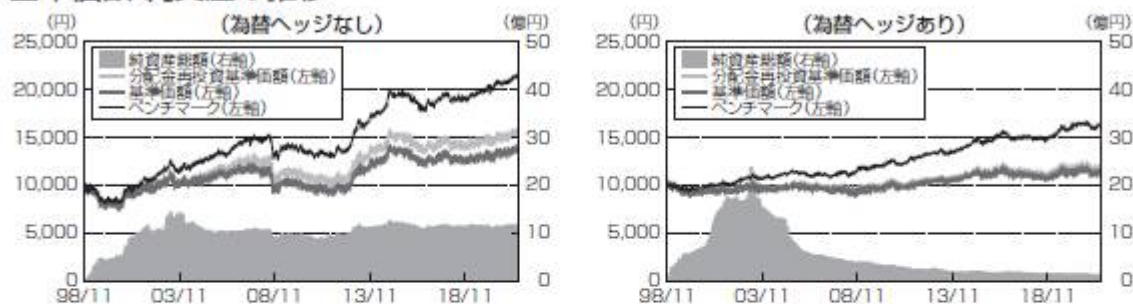 (為替ヘッジなし)
(円)
(億円)
25,000
20,000
15,000
10,000
5,000
0
50
40
30
20
10
0
純資産総額(右軸)
分配金再投資基準価額(左軸)
基準価額(左軸)
ベンチマーク(左軸)
98/11
03/11
08/11
13/11
18/11
(為替ヘッジあり)
(円)
(億円)
25,000
20,000
15,000
10,000
5,000
0
50
40
30
20
10
0
純資産総額(右軸)
分配金再投資基準価額(左軸)
基準価額(左軸)
ベンチマーク(左軸)
98/11
03/11
08/11
13/11
18/11